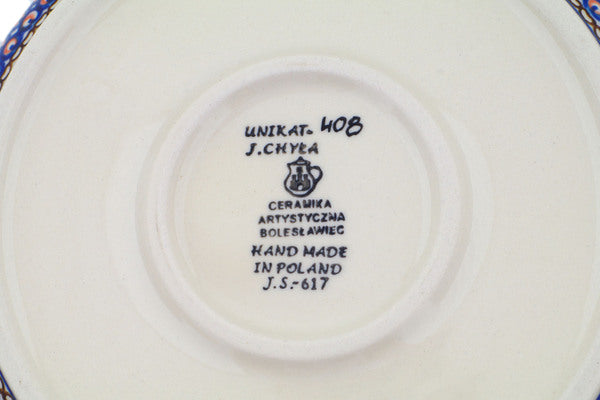 UNIKAT. 408
J. CHYŁA
CERAMIKA
ARTYSTYCZNA
BOLESŁAWIEC
HAND MADE
IN POLAND
J.S.-617